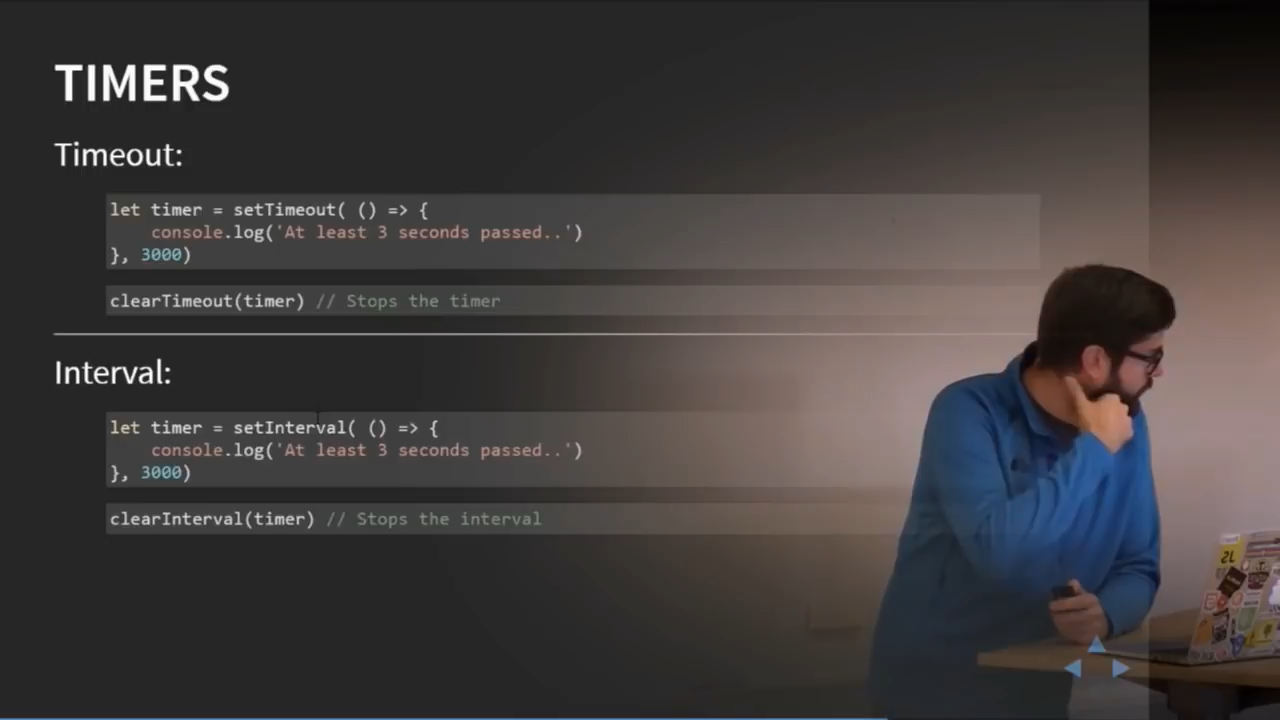 TIMERS
Timeout:
let timer = setTimeout( () => {
    console.log('At least 3 seconds passed..')
}, 3000)
clearTimeout(timer) // Stops the timer
Interval:
let timer = setInterval( () => {
    console.log('At least 3 seconds passed..')
}, 3000)
clearInterval(timer) // Stops the interval